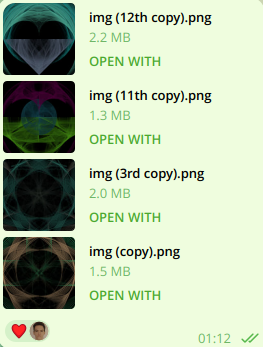 img (12th copy).png
2.2 MB
OPEN WITH
img (11th copy).png
1.3 MB
OPEN WITH
img (3rd copy).png
2.0 MB
OPEN WITH
img (copy).png
1.5 MB
OPEN WITH
01:12